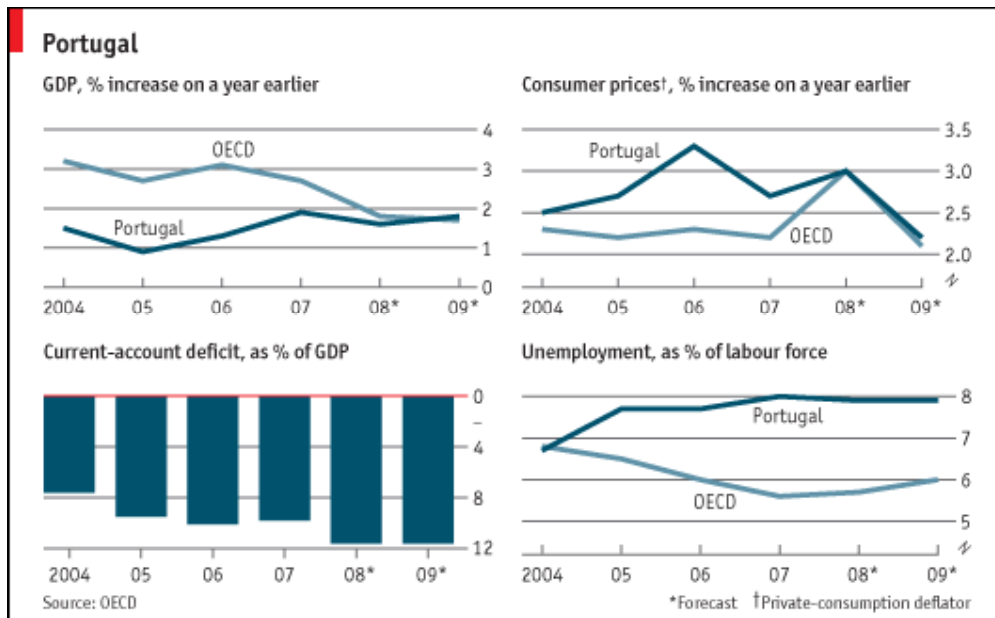 Portugal
GDP, % increase on a year earlier
4
3
2
1
0
OECD
Portugal
2004 05 06 07 08* 09*
Consumer prices†, % increase on a year earlier
3.5
3.0
2.5
2.0
Portugal
OECD
2004 05 06 07 08* 09*
Current-account deficit, as % of GDP
0
–
4
8
12
2004 05 06 07 08* 09*
Unemployment, as % of labour force
8
7
6
5
Portugal
OECD
2004 05 06 07 08* 09*
Source: OECD
*Forecast †Private-consumption deflator